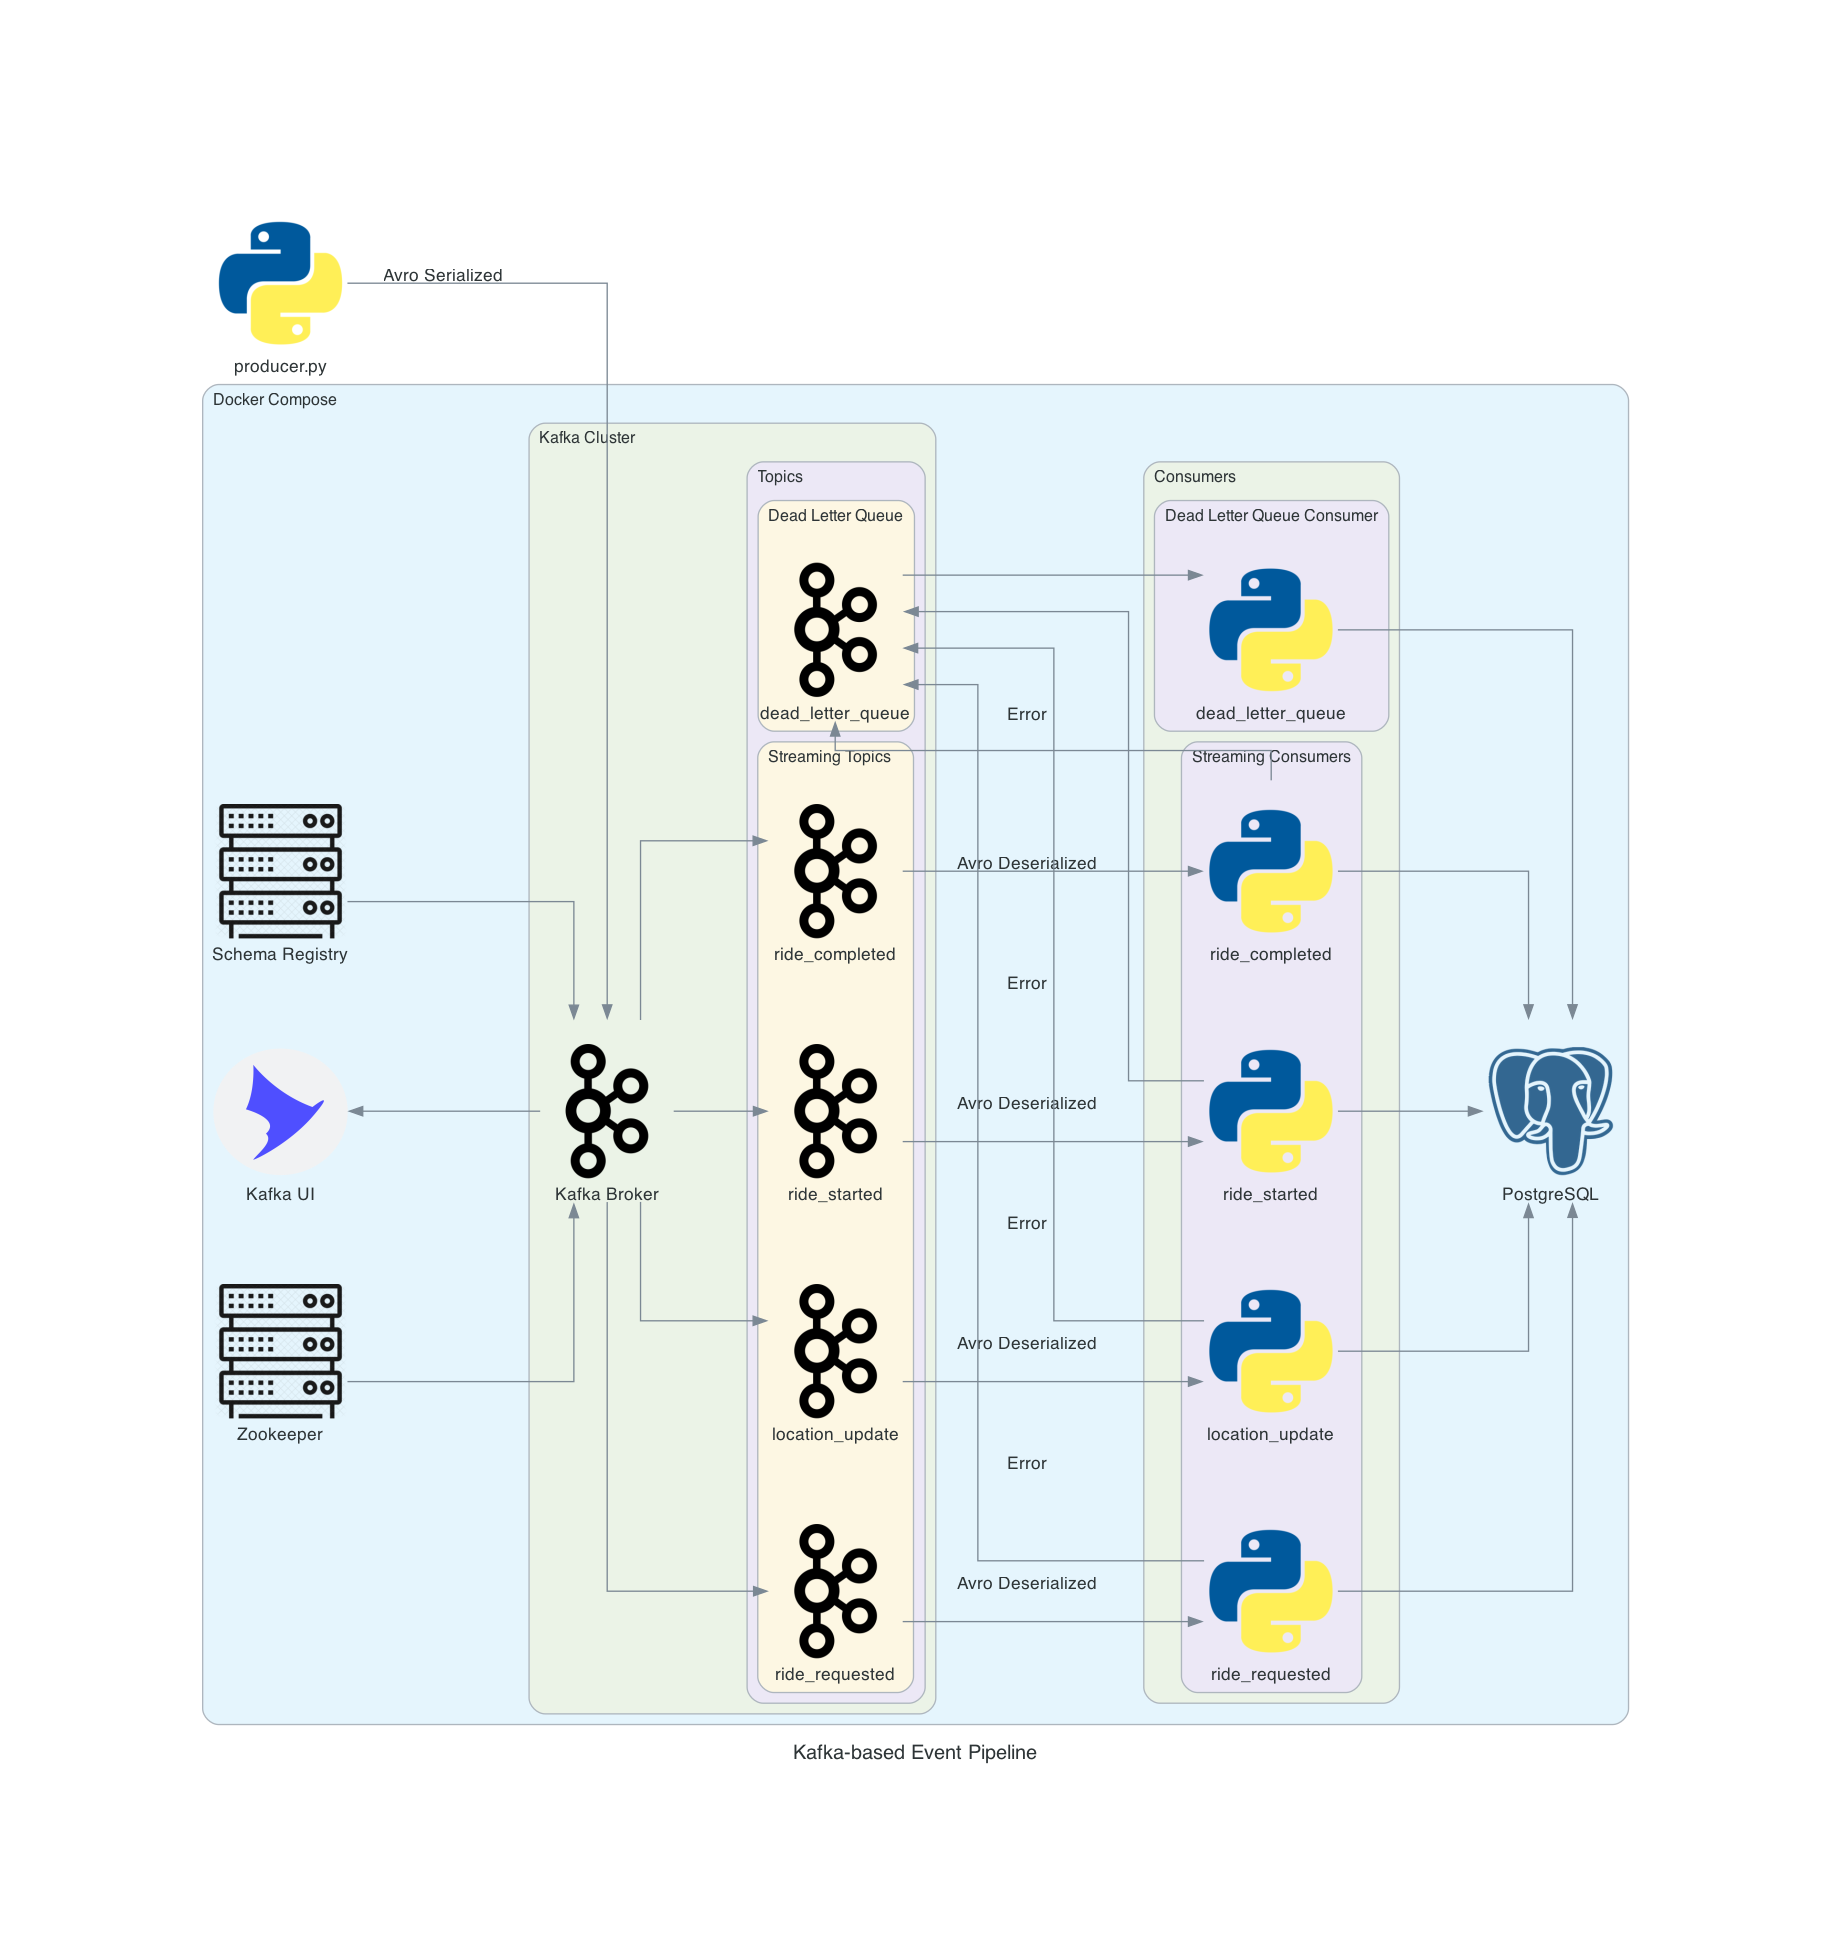 Avro Serialized
producer.py
Docker Compose
Kafka Cluster
Topics
Consumers
Dead Letter Queue
Dead Letter Queue Consumer
dead_letter_queue
Error
dead_letter_queue
Streaming Topics
Streaming Consumers
Avro Deserialized
Schema Registry
ride_completed
ride_completed
Error
Avro Deserialized
Kafka UI
Kafka Broker
ride_started
ride_started
PostgreSQL
Error
Avro Deserialized
Zookeeper
location_update
location_update
Error
Avro Deserialized
ride_requested
ride_requested
Kafka-based Event Pipeline